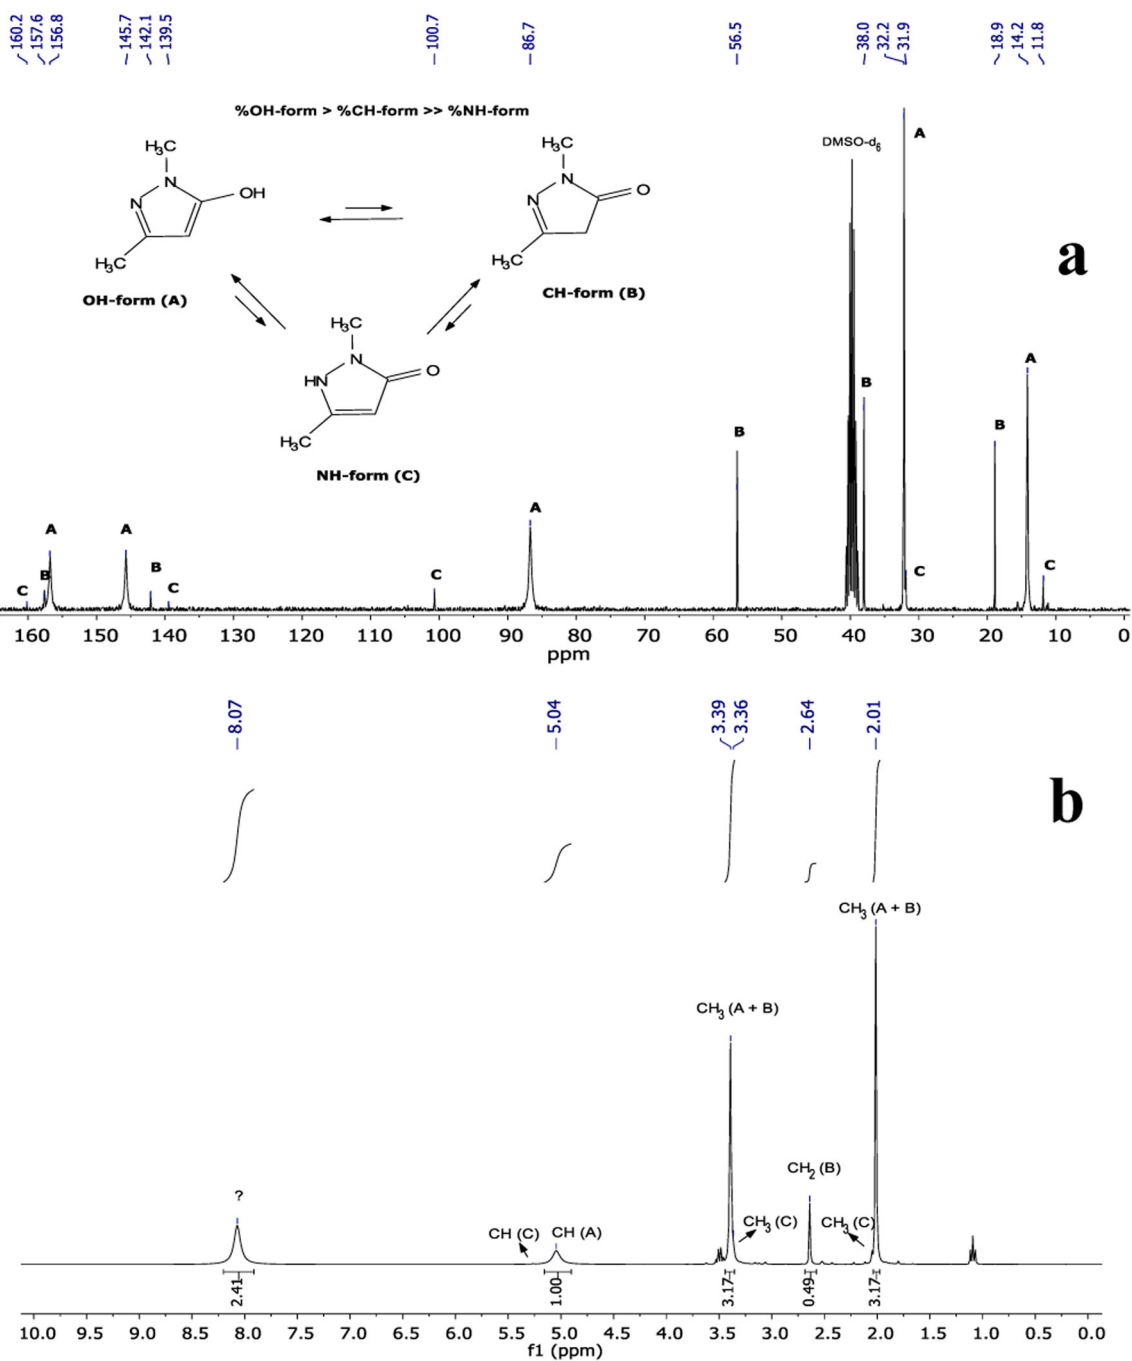 160.2 157.6 156.8 145.7 142.1 139.5 100.7 86.7 56.5 38.0 32.2 31.9 18.9 14.2 11.8
%OH-form > %CH-form >> %NH-form
H₃C
N
N
OH
H₃C
OH-form (A)
CH₃
N
N
O
H₃C
CH-form (B)
H₃C
N
HN
O
H₃C
NH-form (C)
DMSO-d₆
a
C B A A B C C A B B A C B A C
160 150 140 130 120 110 100 90 80 70 60 50 40 30 20 10 0
ppm
8.07 5.04 3.39 3.36 2.64 2.01
b
CH₃ (A + B)
CH₃ (A + B)
CH₂ (B)
?
CH (C) CH (A) CH₃ (C) CH₃ (C)
2.41 1.00 3.17 0.49 3.17
10.0 9.5 9.0 8.5 8.0 7.5 7.0 6.5 6.0 5.5 5.0 4.5 4.0 3.5 3.0 2.5 2.0 1.5 1.0 0.5 0.0
f1 (ppm)